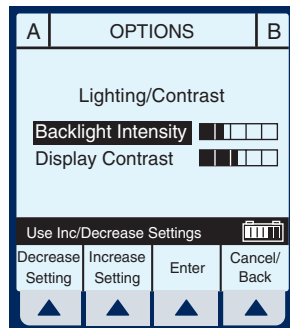 A OPTIONS B
Lighting/Contrast
Backlight Intensity
Display Contrast
Use Inc/Decrease Settings
Decrease Setting
Increase Setting
Enter
Cancel/ Back